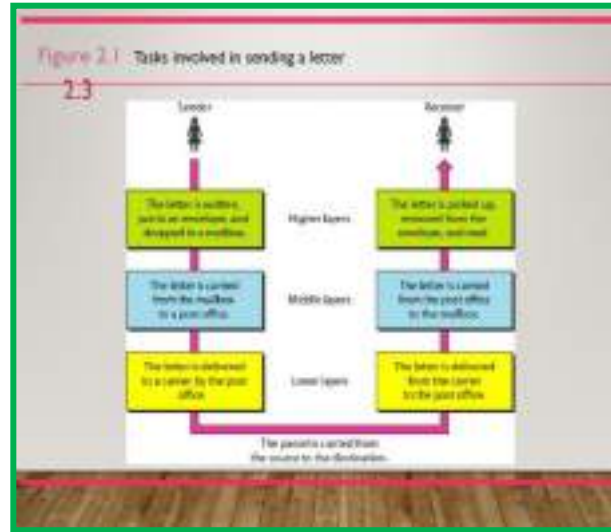 Figure 2.1 Tasks involved in sending a letter
2.3
Sender
Receiver
The letter is written,
put in an envelope, and
dropped in a mailbox.
Higher layers
The letter is picked up,
removed from the
envelope, and read.
The letter is carried
from the mailbox
to a post office.
Middle layers
The letter is carried
from the post office
to the mailbox.
The letter is delivered
to a carrier by the post
office.
Lower layers
The letter is delivered
from the carrier
to the post office.
The parcel is carried from
the source to the destination.